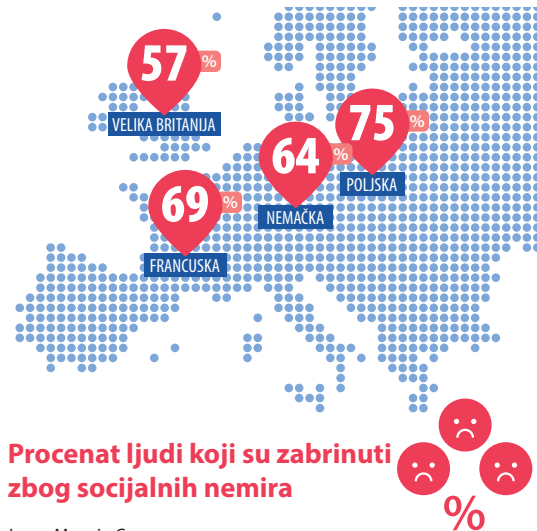 57 %
VELIKA BRITANIJA
75 %
POLJSKA
64 %
NEMAČKA
69 %
FRANCUSKA
Procenat ljudi koji su zabrinuti
zbog socijalnih nemira
%